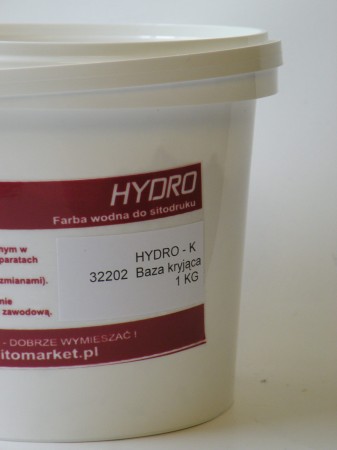 HYDRO
Farba wodna do sitodruku
nym w
paratach
zmianami).
nie
zawodową.
HYDRO - K
32202 Baza kryjąca
1 KG
- DOBRZE WYMIESZAĆ !
itomarket.pl